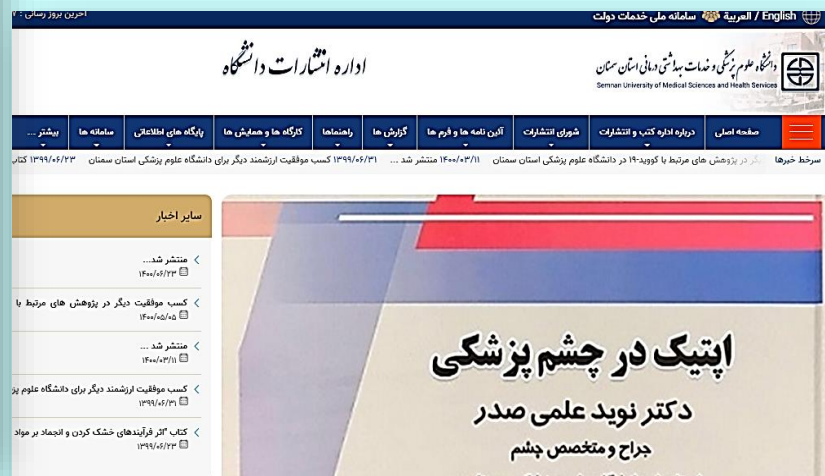 English / العربية سامانه ملی خدمات دولت
آخرین بروز رسانی : ۷
دانشگاه علوم پزشکی و خدمات بهداشتی درمانی استان سمنان
Semnan University of Medical Sciences and Health Services
اداره انتشارات دانشگاه
صفحه اصلی درباره اداره کتب و انتشارات شورای انتشارات آئین نامه ها و فرم ها گزارش ها راهنماها کارگاه ها و همایش ها پایگاه های اطلاعاتی سامانه ها بیشتر ...
سرخط خبرها گر در پژوهش های مرتبط با کووید-۱۹ در دانشگاه علوم پزشکی استان سمنان ۱۴۰۰/۰۳/۱۱ منتشر شد ... ۱۳۹۹/۰۶/۳۱ کسب موفقیت ارزشمند دیگر برای دانشگاه علوم پزشکی استان سمنان ۱۳۹۹/۰۶/۲۳ کتاب
سایر اخبار
منتشر شد...
۱۴۰۰/۰۶/۲۳
کسب موفقیت دیگر در پژوهش های مرتبط با
۱۴۰۰/۰۵/۰۵
منتشر شد ...
۱۴۰۰/۰۳/۱۱
کسب موفقیت ارزشمند دیگر برای دانشگاه علوم پز
۱۳۹۹/۰۶/۳۱
کتاب "اثر فرآیندهای خشک کردن و انجماد بر مواد
۱۳۹۹/۰۶/۲۳
اپتیک در چشم پزشکی
دکتر نوید علمی صدر
جراح و متخصص چشم